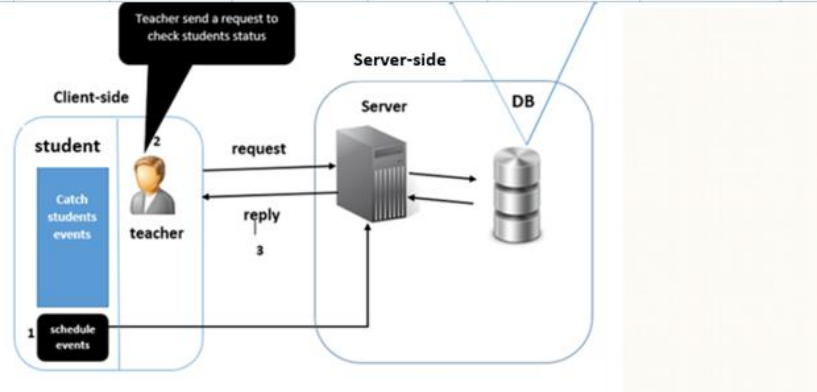 Teacher send a request to
check students status
Server-side
Client-side
Server
DB
student
2
request
Catch
students
events
teacher
reply
3
1
schedule
events